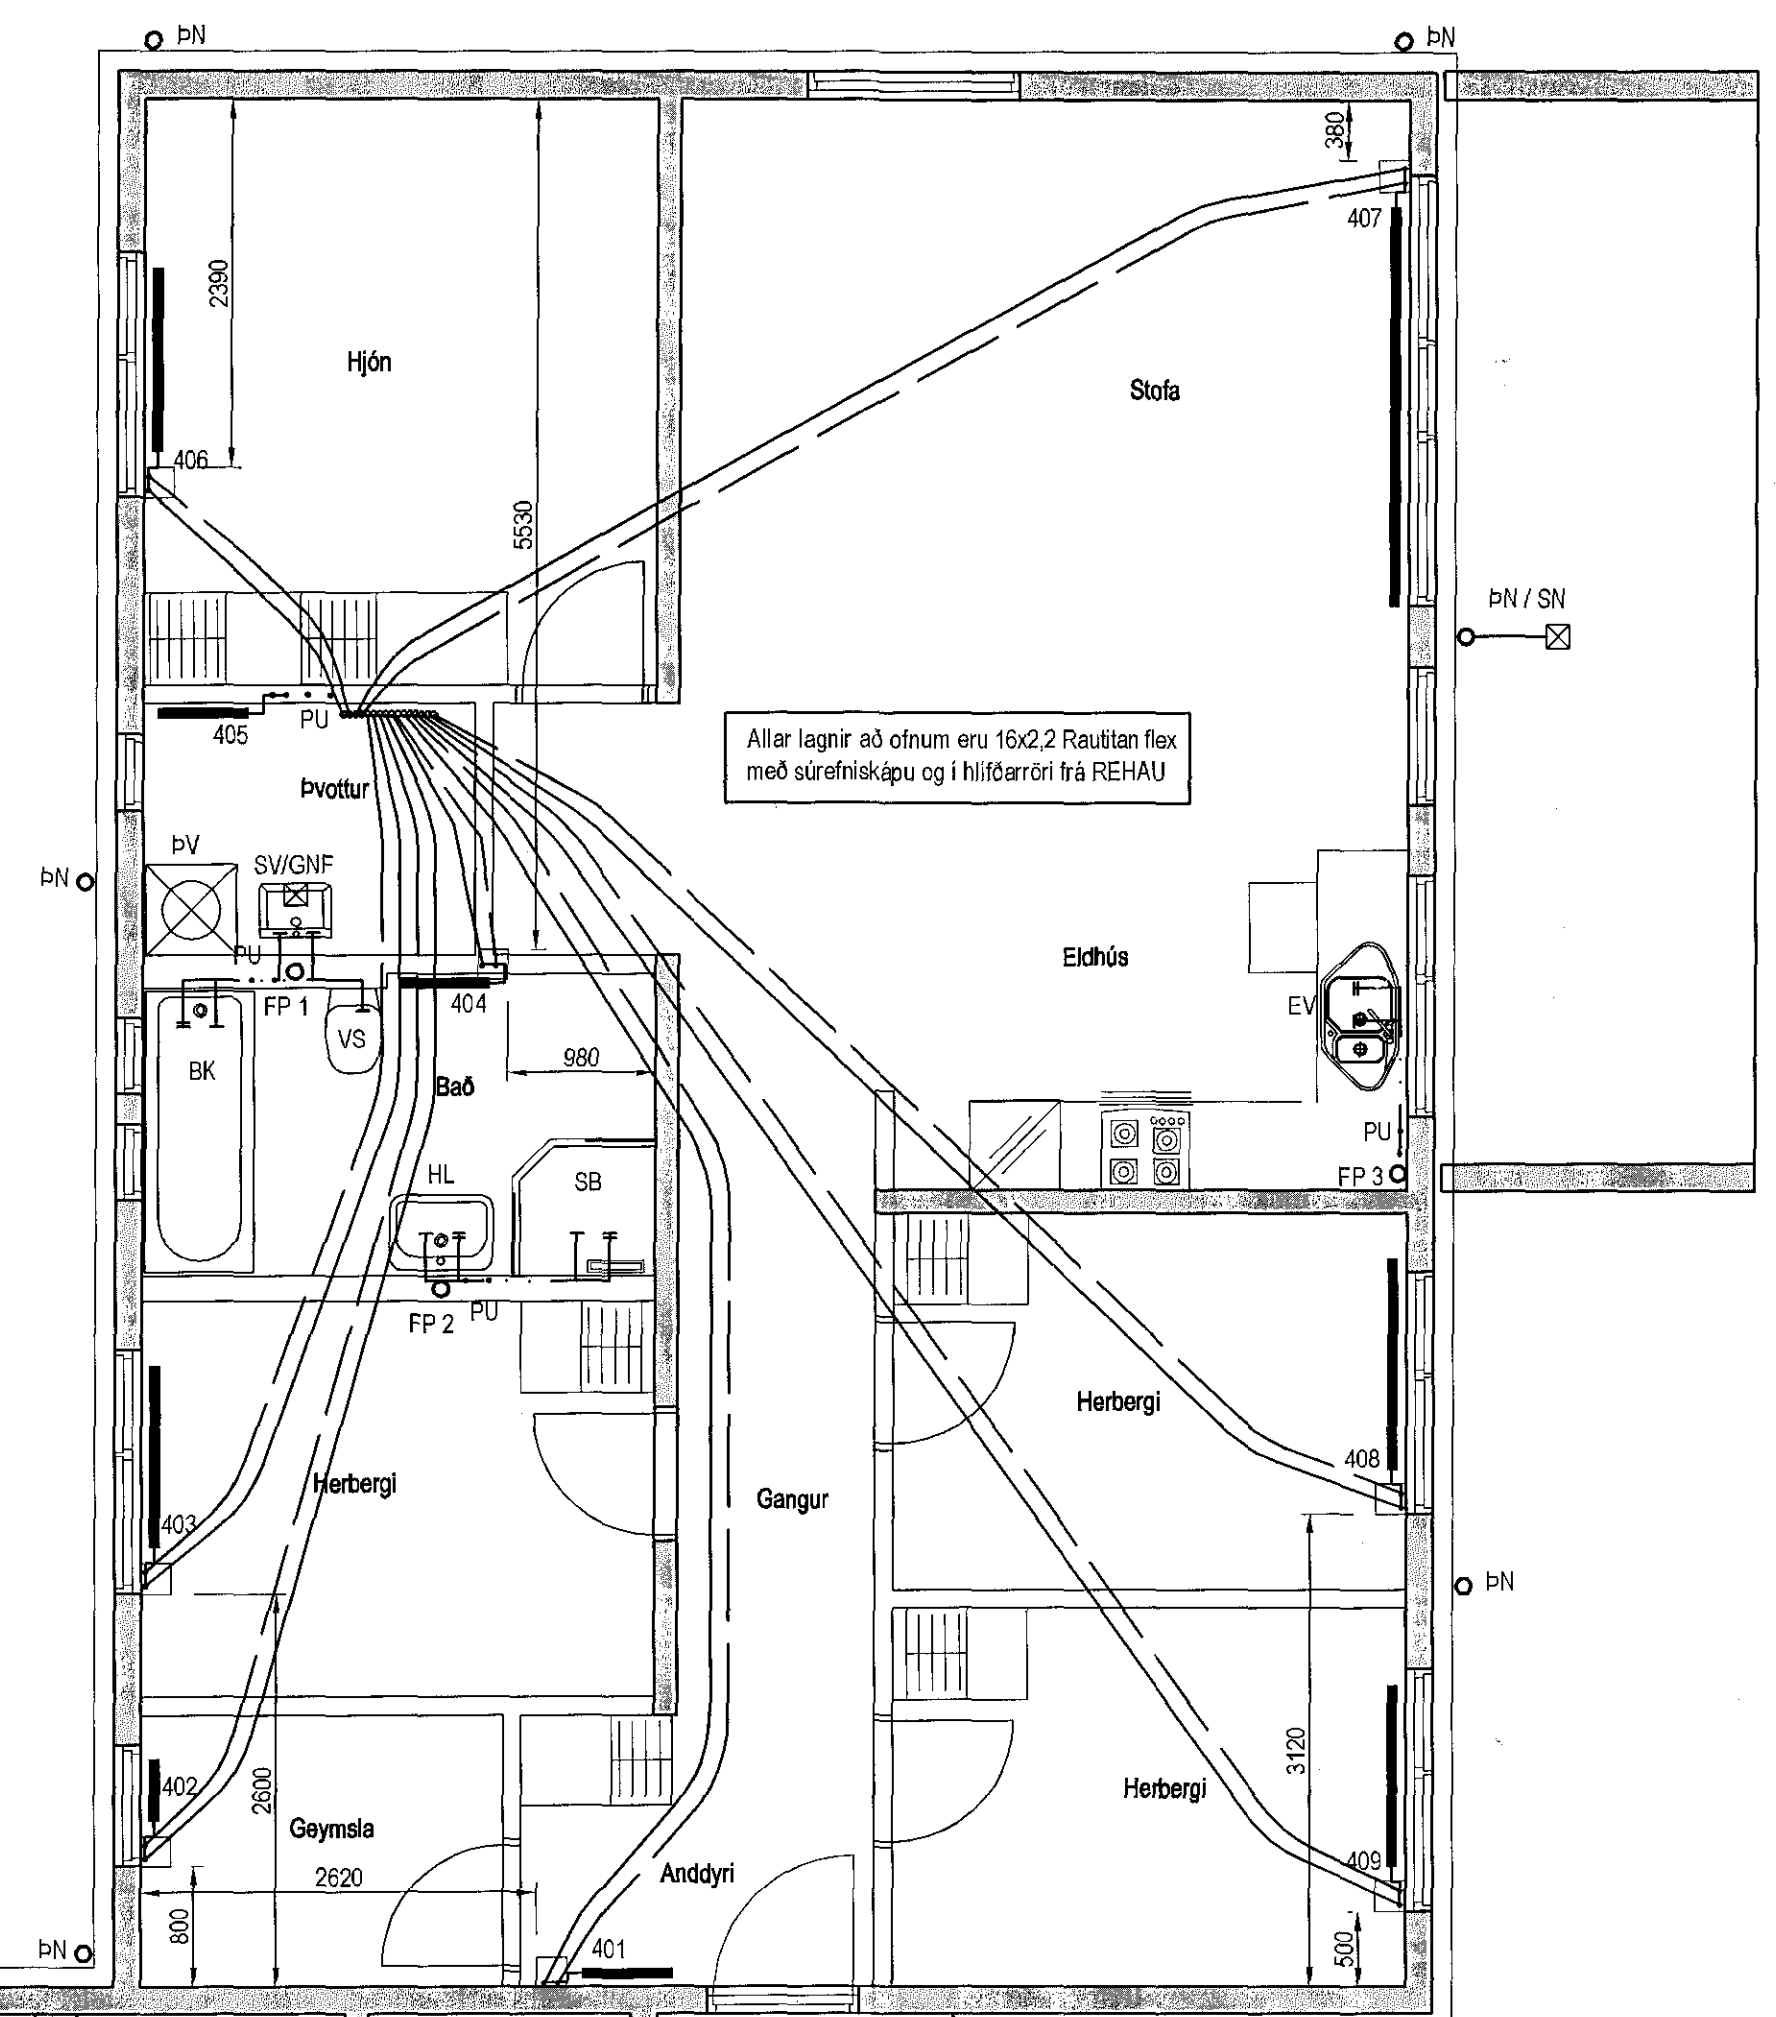 ÞN
ÞN
380
407
2390
Hjón
Stofa
406
5530
ÞN / SN
405
PU
Allar lagnir að ofnum eru 16x2,2 Rautitan flex
með súrefniskápu og í hlífðarröri frá REHAU
Þvottur
ÞV
SV/GNF
ÞN
PU
FP 1
404
Eldhús
EV
VS
BK
980
Bað
PU
HL
SB
FP 3
FP 2
PU
Herbergi
408
Herbergi
Gangur
403
ÞN
3120
402
2600
Herbergi
Geymsla
409
2620
Anddyri
800
500
401
ÞN